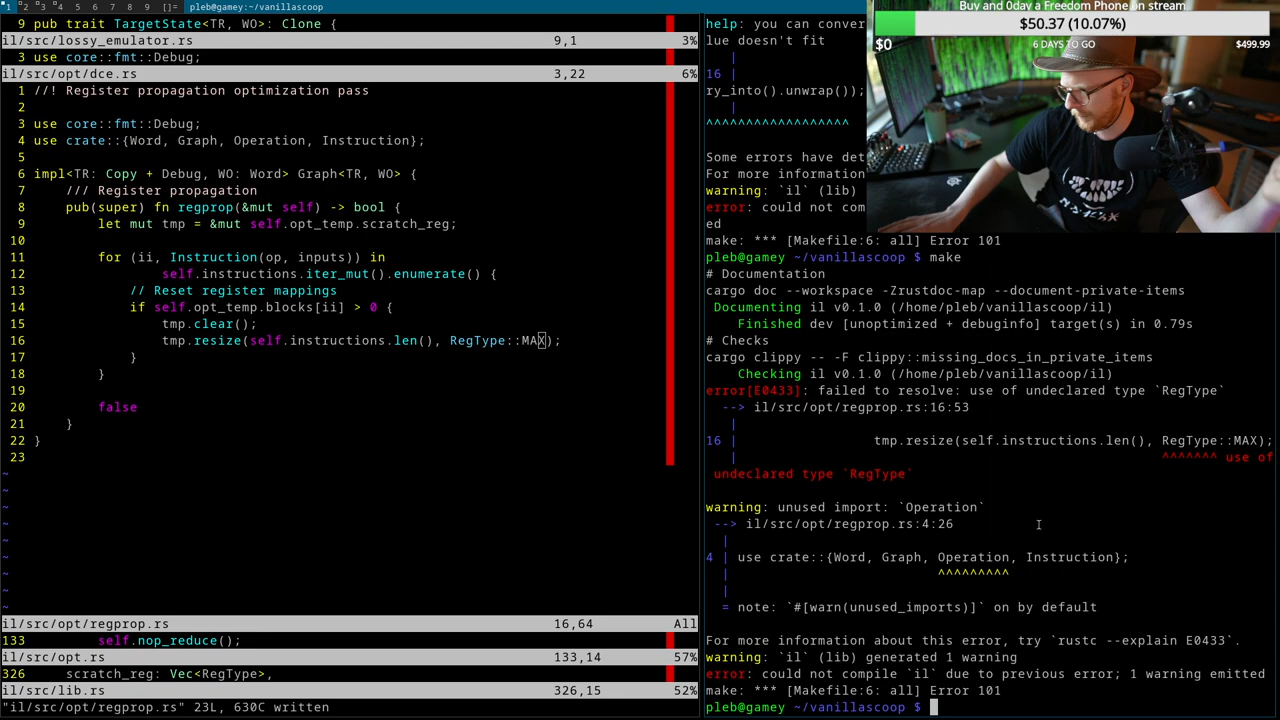 1 2 3 4 5 6 7 8 9 []= pleb@gamey:~/vanillascoop
9 pub trait TargetState<TR, WO>: Clone {
il/src/lossy_emulator.rs 9,1 3%
3 use core::fmt::Debug;
il/src/opt/dce.rs 3,22 6%
1 //! Register propagation optimization pass
2
3 use core::fmt::Debug;
4 use crate::{Word, Graph, Operation, Instruction};
5
6 impl<TR: Copy + Debug, WO: Word> Graph<TR, WO> {
7 /// Register propagation
8 pub(super) fn regprop(&mut self) -> bool {
9 let mut tmp = &mut self.opt_temp.scratch_reg;
10
11 for (ii, Instruction(op, inputs)) in
12 self.instructions.iter_mut().enumerate() {
13 // Reset register mappings
14 if self.opt_temp.blocks[ii] > 0 {
15 tmp.clear();
16 tmp.resize(self.instructions.len(), RegType::MAX);
17 }
18 }
19
20 false
21 }
22 }
23
~
~
~
~
~
~
~
~
~
il/src/opt/regprop.rs 16,64 All
133 self.nop_reduce();
il/src/opt.rs 133,14 57%
326 scratch_reg: Vec<RegType>,
il/src/lib.rs 326,15 52%
"il/src/opt/regprop.rs" 23L, 630C written
help: you can conver
lue doesn't fit
|
16 |
ry_into().unwrap());
|
^^^^^^^^^^^^^^^^^^
Some errors have det
For more information
warning: `il` (lib)
error: could not com
ed
make: *** [Makefile:6: all] Error 101
pleb@gamey ~/vanillascoop $ make
# Documentation
cargo doc --workspace -Zrustdoc-map --document-private-items
Documenting il v0.1.0 (/home/pleb/vanillascoop/il)
Finished dev [unoptimized + debuginfo] target(s) in 0.79s
# Checks
cargo clippy -- -F clippy::missing_docs_in_private_items
Checking il v0.1.0 (/home/pleb/vanillascoop/il)
error[E0433]: failed to resolve: use of undeclared type `RegType`
--> il/src/opt/regprop.rs:16:53
|
16 | tmp.resize(self.instructions.len(), RegType::MAX);
| ^^^^^^^ use of
undeclared type `RegType`
warning: unused import: `Operation`
--> il/src/opt/regprop.rs:4:26
|
4 | use crate::{Word, Graph, Operation, Instruction};
| ^^^^^^^^^
|
= note: `#[warn(unused_imports)]` on by default
For more information about this error, try `rustc --explain E0433`.
warning: `il` (lib) generated 1 warning
error: could not compile `il` due to previous error; 1 warning emitted
make: *** [Makefile:6: all] Error 101
pleb@gamey ~/vanillascoop $
Buy and 0day a Freedom Phone on stream
$50.37 (10.07%)
$0 6 DAYS TO GO $499.99